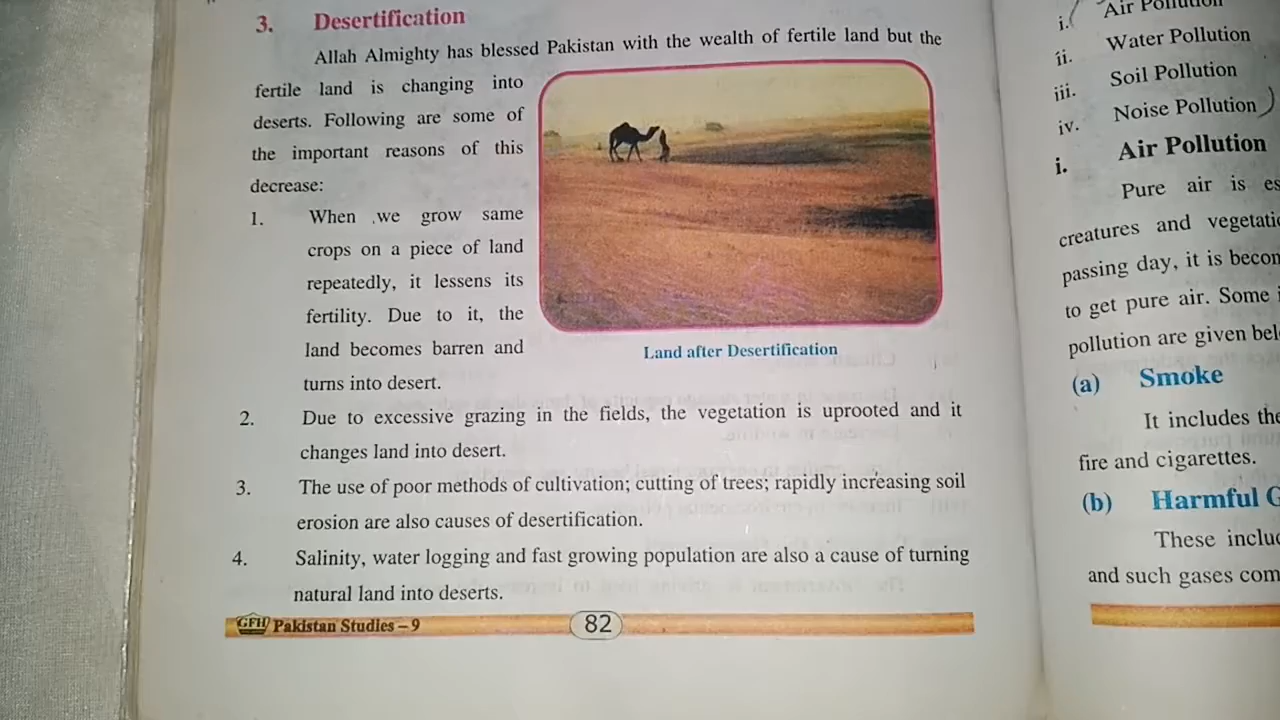 3. Desertification
Allah Almighty has blessed Pakistan with the wealth of fertile land but the
fertile land is changing into
deserts. Following are some of
the important reasons of this
decrease:
1. When we grow same
crops on a piece of land
repeatedly, it lessens its
fertility. Due to it, the
land becomes barren and
turns into desert.
Land after Desertification
2. Due to excessive grazing in the fields, the vegetation is uprooted and it
changes land into desert.
3. The use of poor methods of cultivation; cutting of trees; rapidly increasing soil
erosion are also causes of desertification.
4. Salinity, water logging and fast growing population are also a cause of turning
natural land into deserts.
GFH Pakistan Studies – 9
82
i. Air Pollution
ii. Water Pollution
iii. Soil Pollution
iv. Noise Pollution
i. Air Pollution
Pure air is
creatures and
passing day, it is
to get pure air. Some
pollution are given
(a) Smoke
It includes
fire and cigarettes.
(b) Harmful
These
and such gases